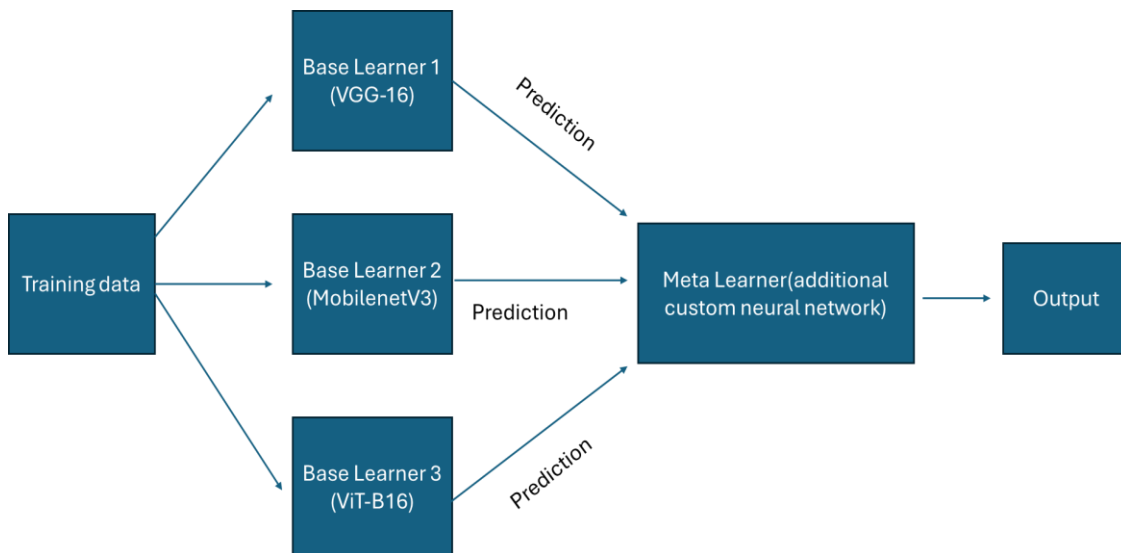 Base Learner 1
(VGG-16)
Prediction
Training data
Base Learner 2
(MobilenetV3)
Prediction
Meta Learner(additional
custom neural network)
Output
Base Learner 3
(ViT-B16)
Prediction